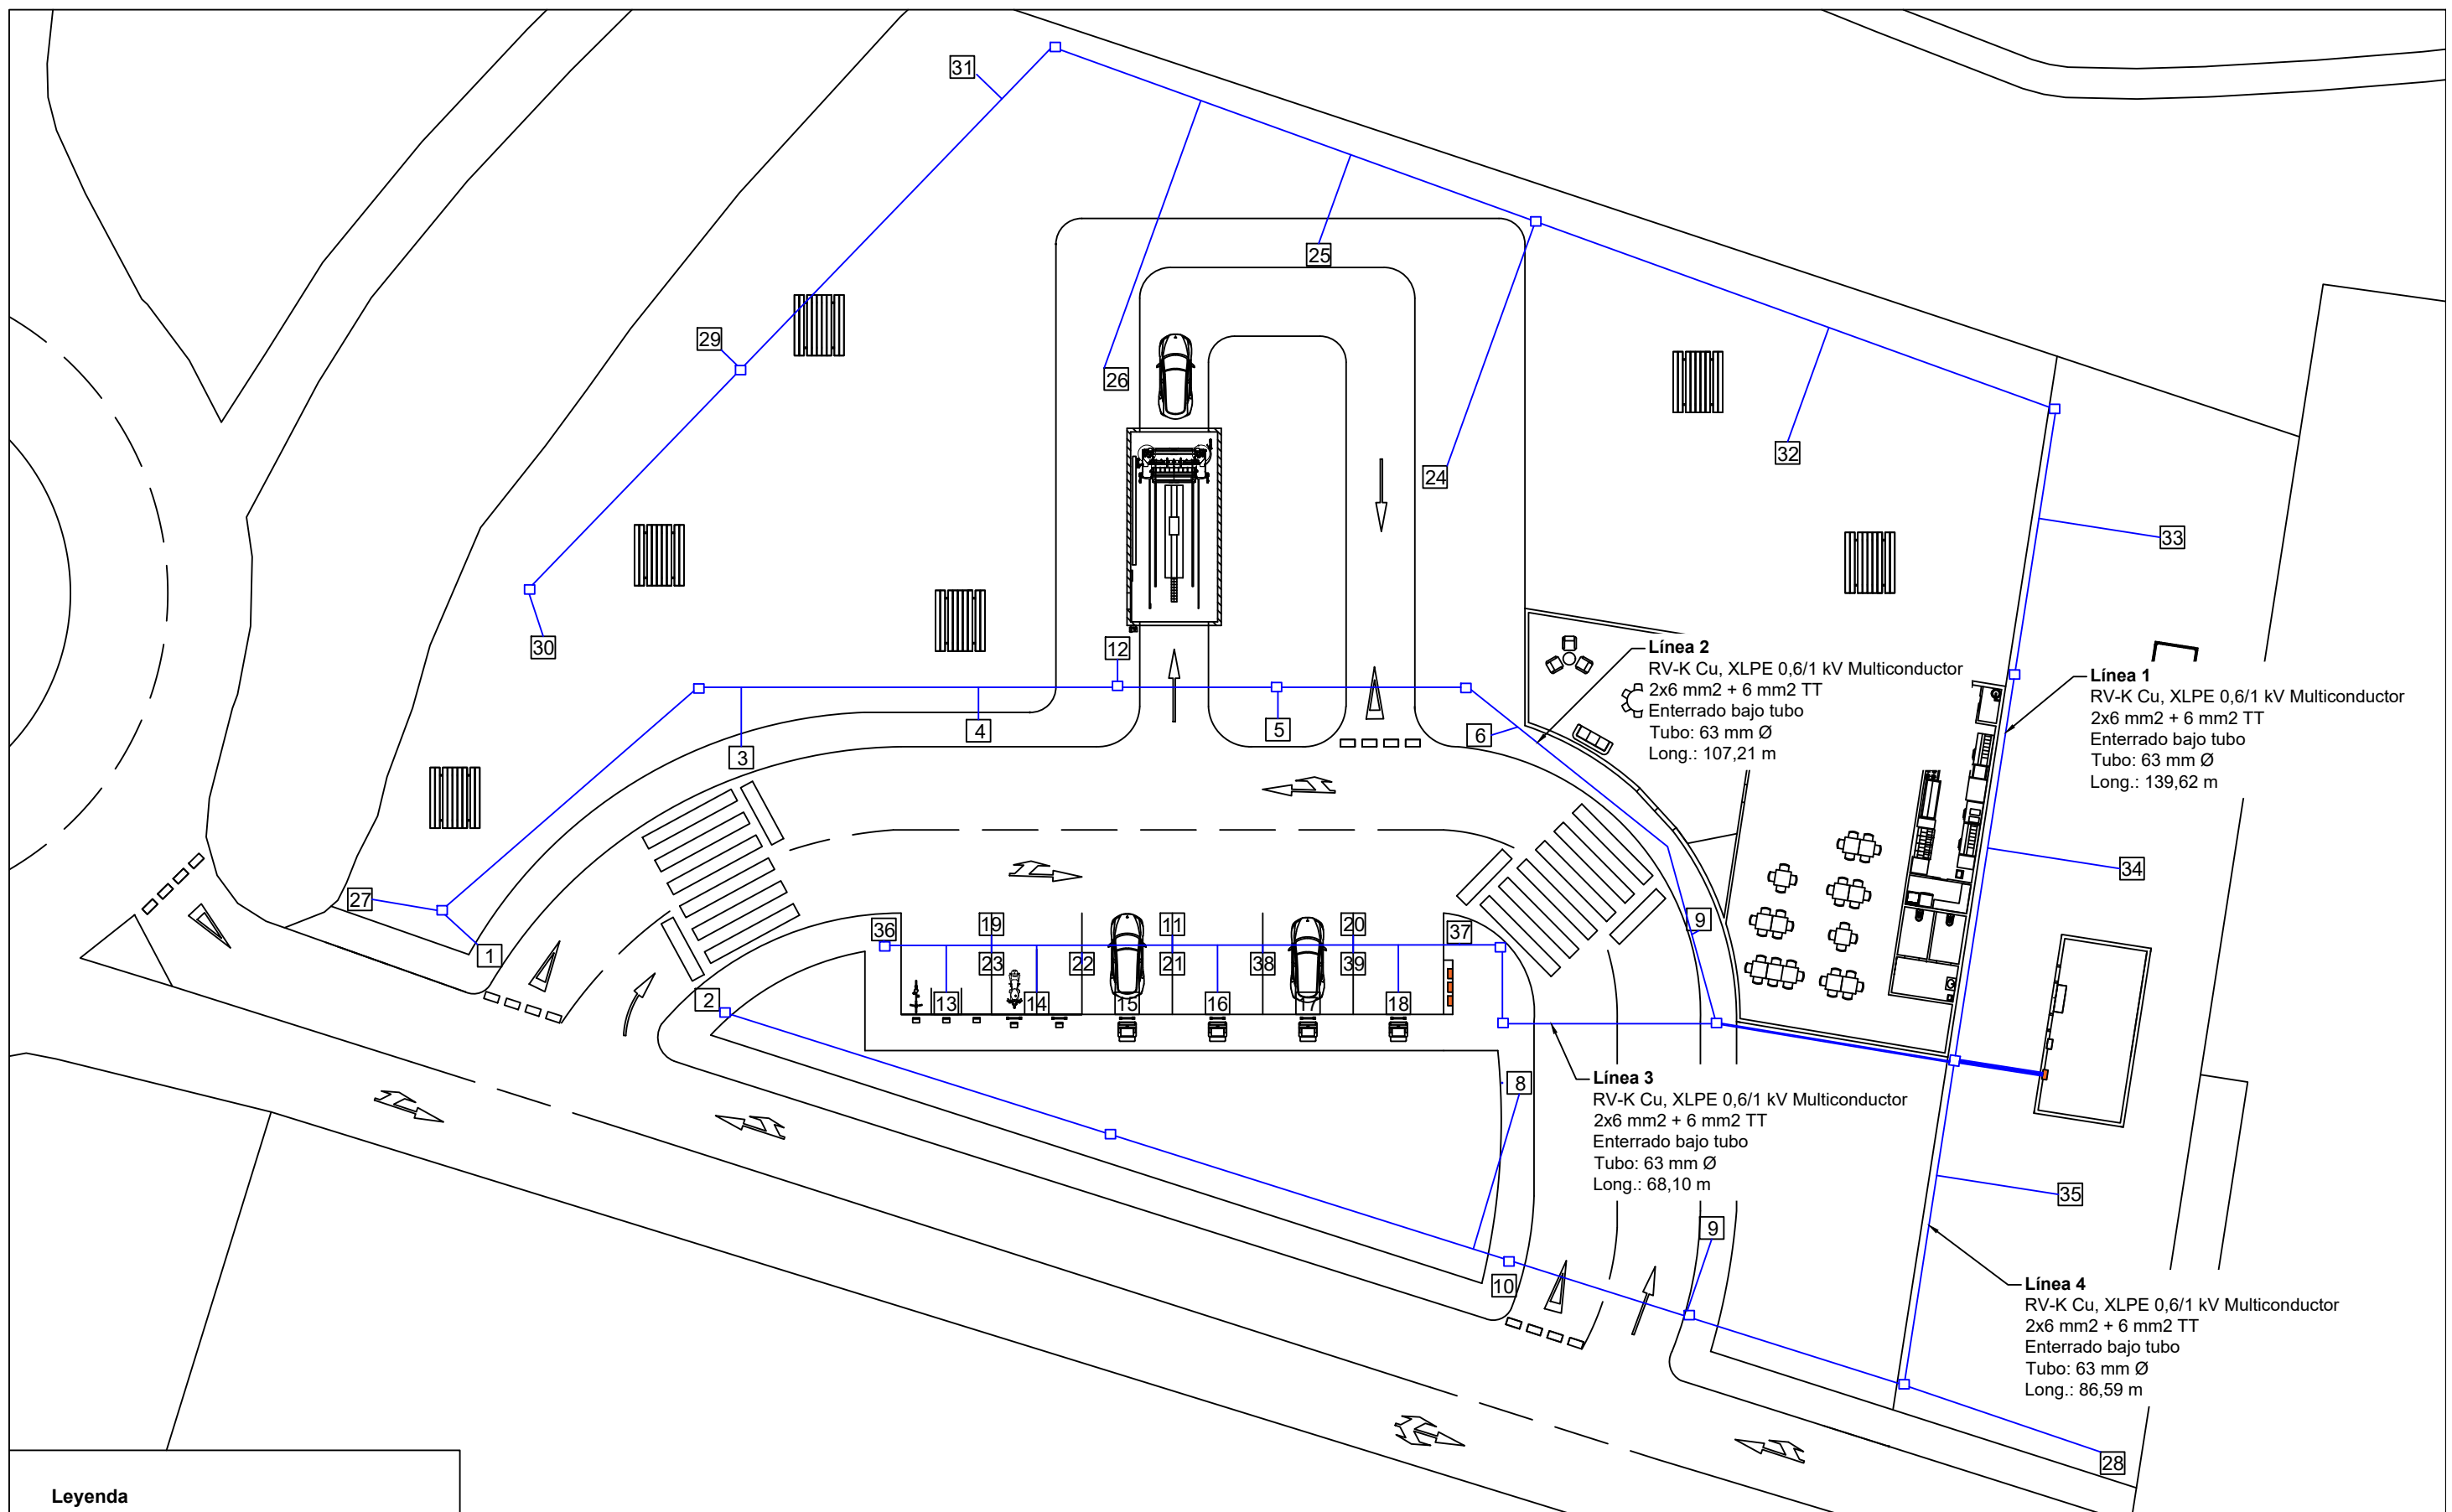 31
25
29
26
24
32
33
30
12
4
5
6
3
Línea 2
RV-K Cu, XLPE 0,6/1 kV Multiconductor
2x6 mm2 + 6 mm2 TT
Enterrado bajo tubo
Tubo: 63 mm Ø
Long.: 107,21 m
Línea 1
RV-K Cu, XLPE 0,6/1 kV Multiconductor
2x6 mm2 + 6 mm2 TT
Enterrado bajo tubo
Tubo: 63 mm Ø
Long.: 139,62 m
34
27
1
36
19
11
20
37
9
23
22
21
38
39
2
13
14
15
16
17
18
8
Línea 3
RV-K Cu, XLPE 0,6/1 kV Multiconductor
2x6 mm2 + 6 mm2 TT
Enterrado bajo tubo
Tubo: 63 mm Ø
Long.: 68,10 m
35
9
10
Línea 4
RV-K Cu, XLPE 0,6/1 kV Multiconductor
2x6 mm2 + 6 mm2 TT
Enterrado bajo tubo
Tubo: 63 mm Ø
Long.: 86,59 m
28
Leyenda